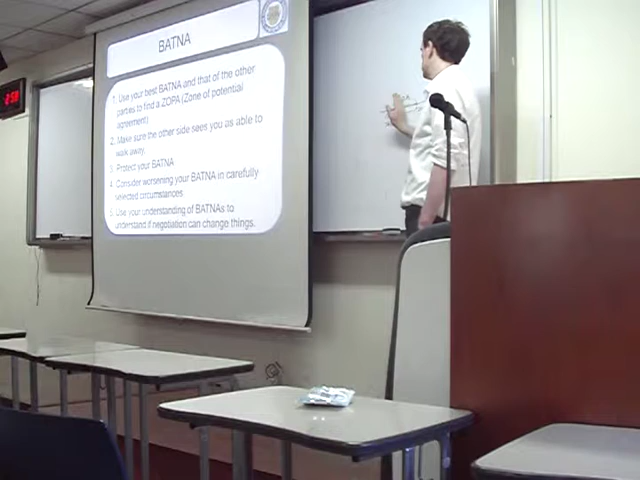 BATNA
1. Use your best BATNA and that of the other
parties to find a ZOPA (Zone of potential
agreement)
2. Make sure the other side sees you as able to
walk away.
3. Protect your BATNA
4. Consider worsening your BATNA in carefully
selected circumstances
5. Use your understanding of BATNAs to
understand if negotiation can change things.